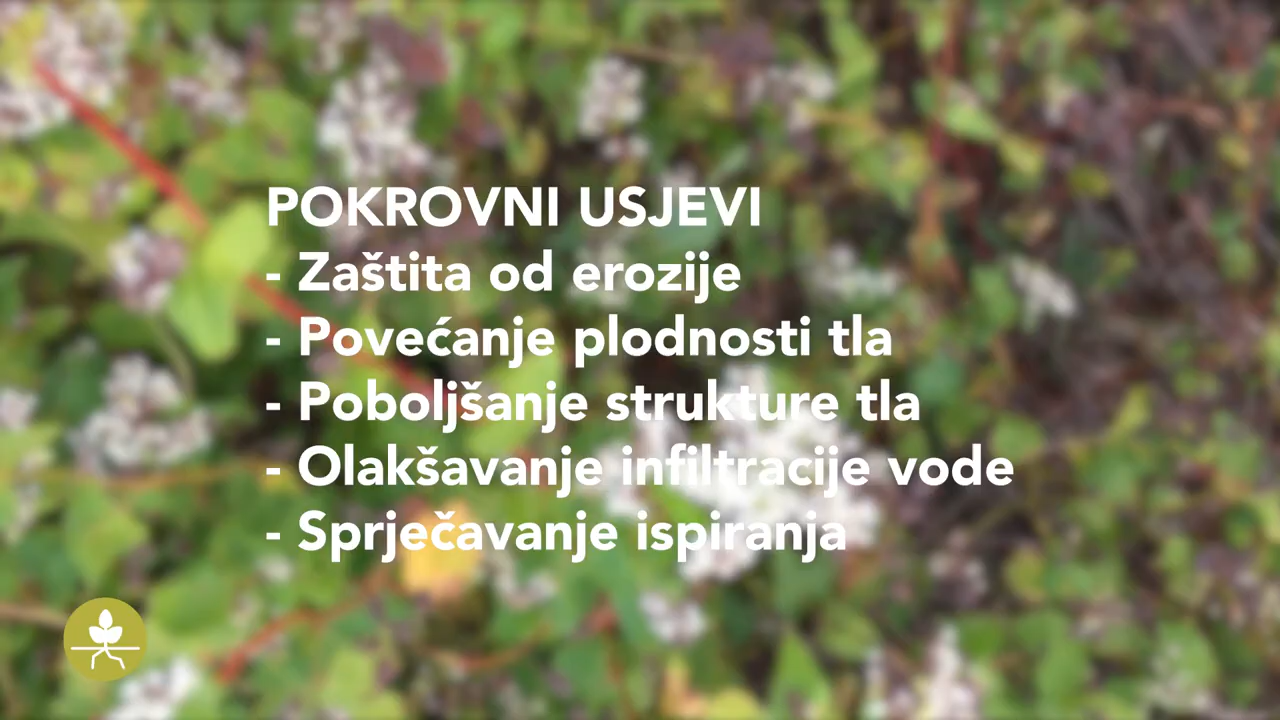 POKROVNI USJEVI
- Zaštita od erozije
- Povećanje plodnosti tla
- Poboljšanje strukture tla
- Olakšavanje infiltracije vode
- Sprječavanje ispiranja